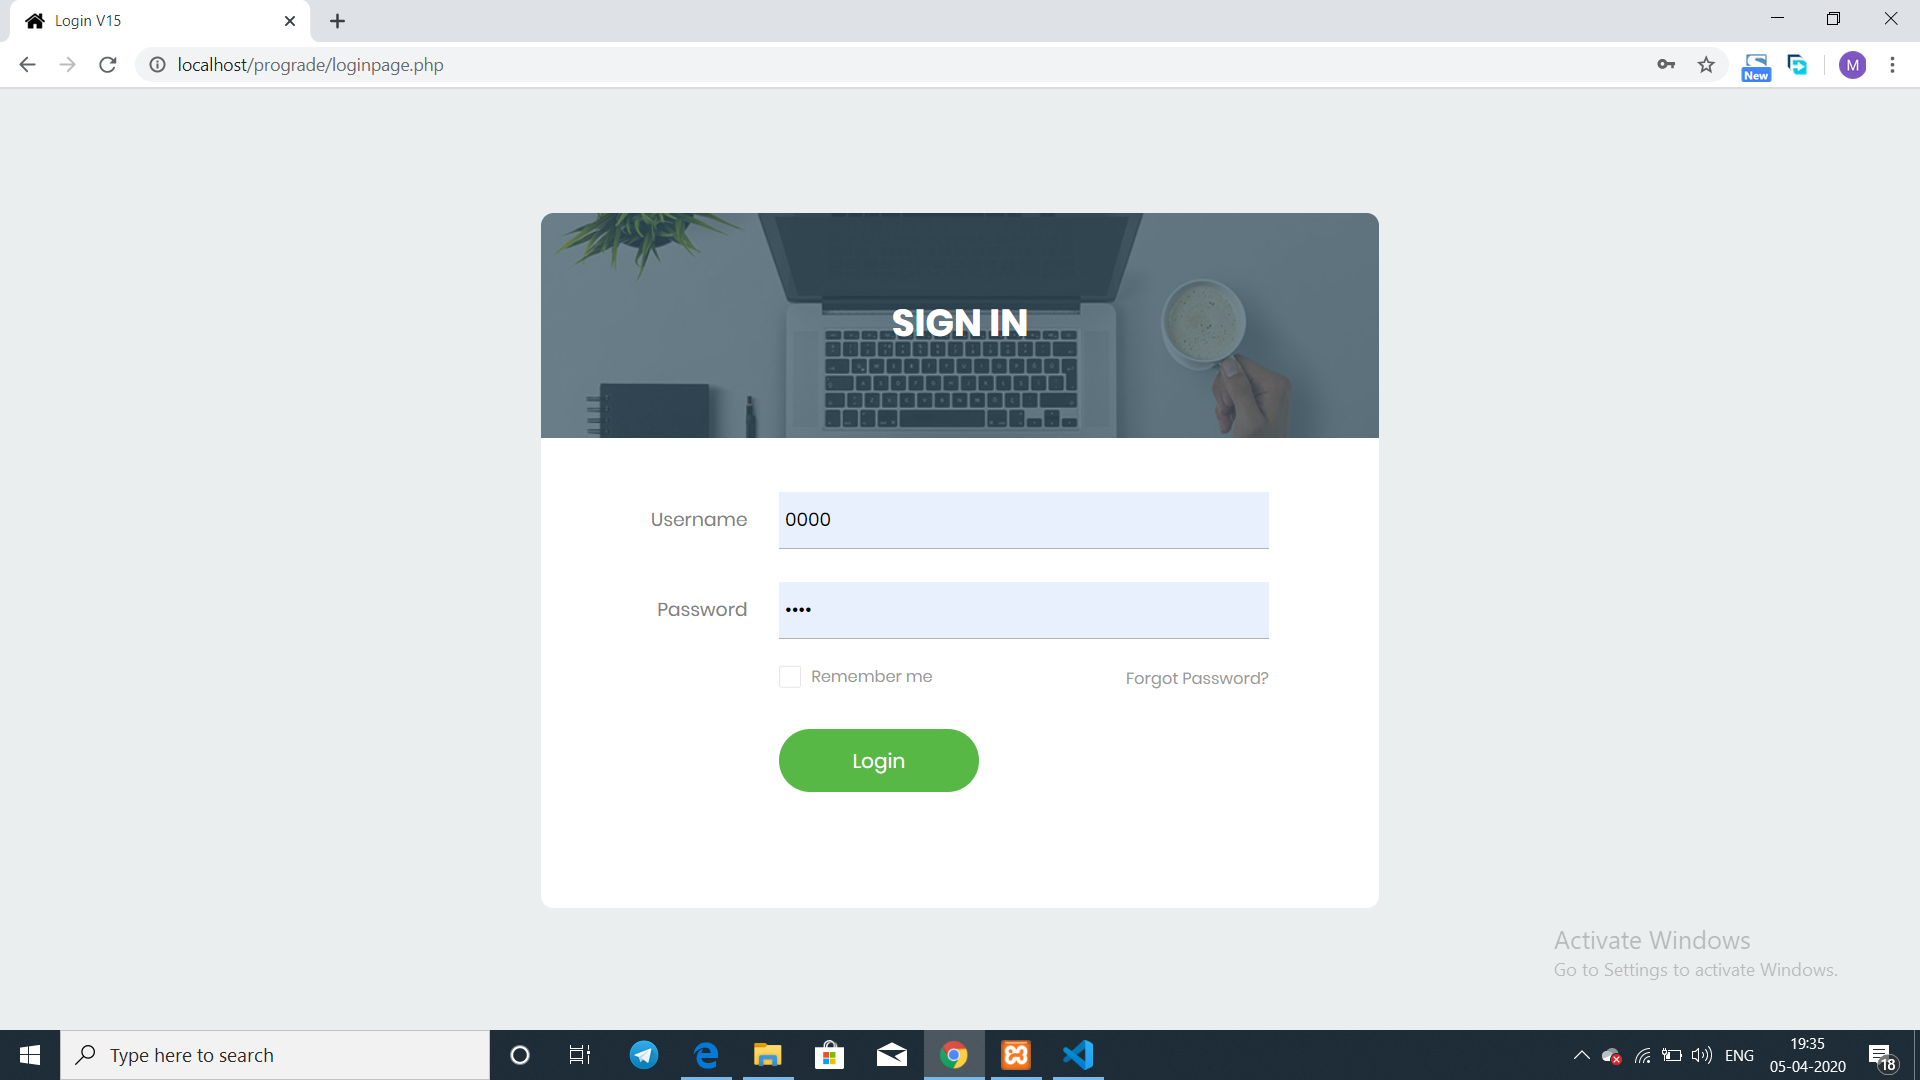 Login V15
localhost/prograde/loginpage.php
New
M
SIGN IN
Username
0000
Password
••••
Remember me
Forgot Password?
Login
Activate Windows
Go to Settings to activate Windows.
Type here to search
ENG
19:35
05-04-2020
18